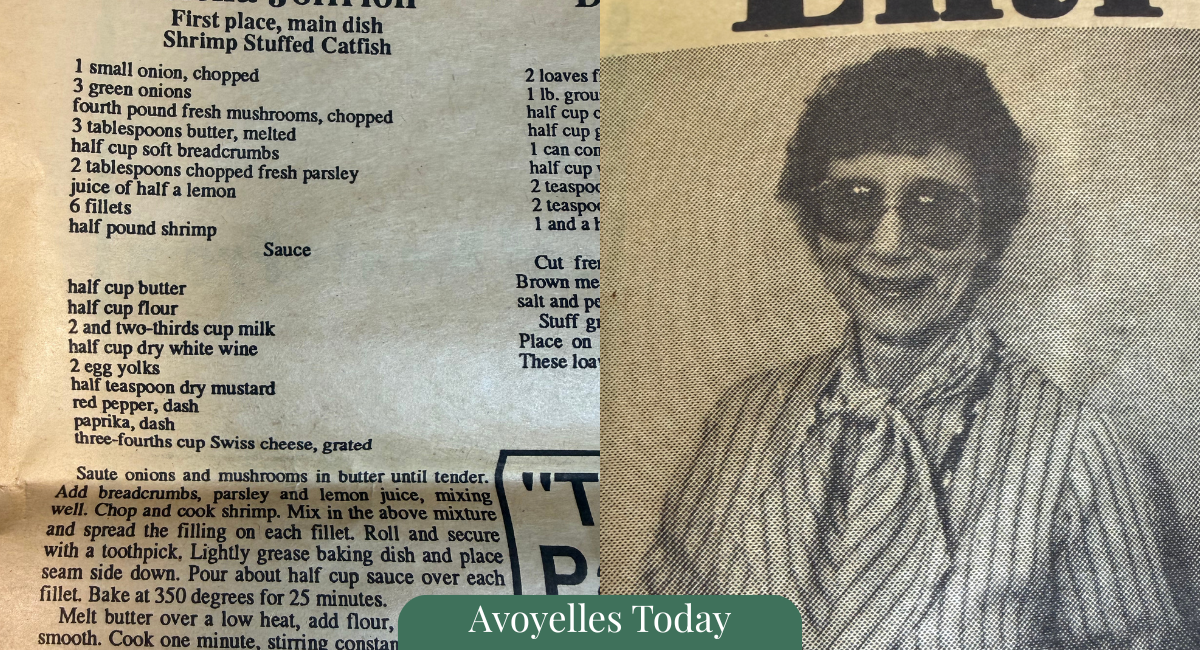 First place, main dish
Shrimp Stuffed Catfish
1 small onion, chopped
3 green onions
fourth pound fresh mushrooms, chopped
3 tablespoons butter, melted
half cup soft breadcrumbs
2 tablespoons chopped fresh parsley
juice of half a lemon
6 fillets
half pound shrimp
Sauce
half cup butter
half cup flour
2 and two-thirds cup milk
half cup dry white wine
2 egg yolks
half teaspoon dry mustard
red pepper, dash
paprika, dash
three-fourths cup Swiss cheese, grated
Saute onions and mushrooms in butter until tender.
Add breadcrumbs, parsley and lemon juice, mixing
well. Chop and cook shrimp. Mix in the above mixture
and spread the filling on each fillet. Roll and secure
with a toothpick, Lightly grease baking dish and place
seam side down. Pour about half cup sauce over each
fillet. Bake at 350 degrees for 25 minutes.
Melt butter over a low heat, add flour,
smooth. Cook one minute, stirring
2 loaves
1 lb.
half cup
half cup
1 can
half cup
2
2
1 and a
Cut
Brown
salt and
Stuff
Place on
These
"T
P
Avoyelles Today